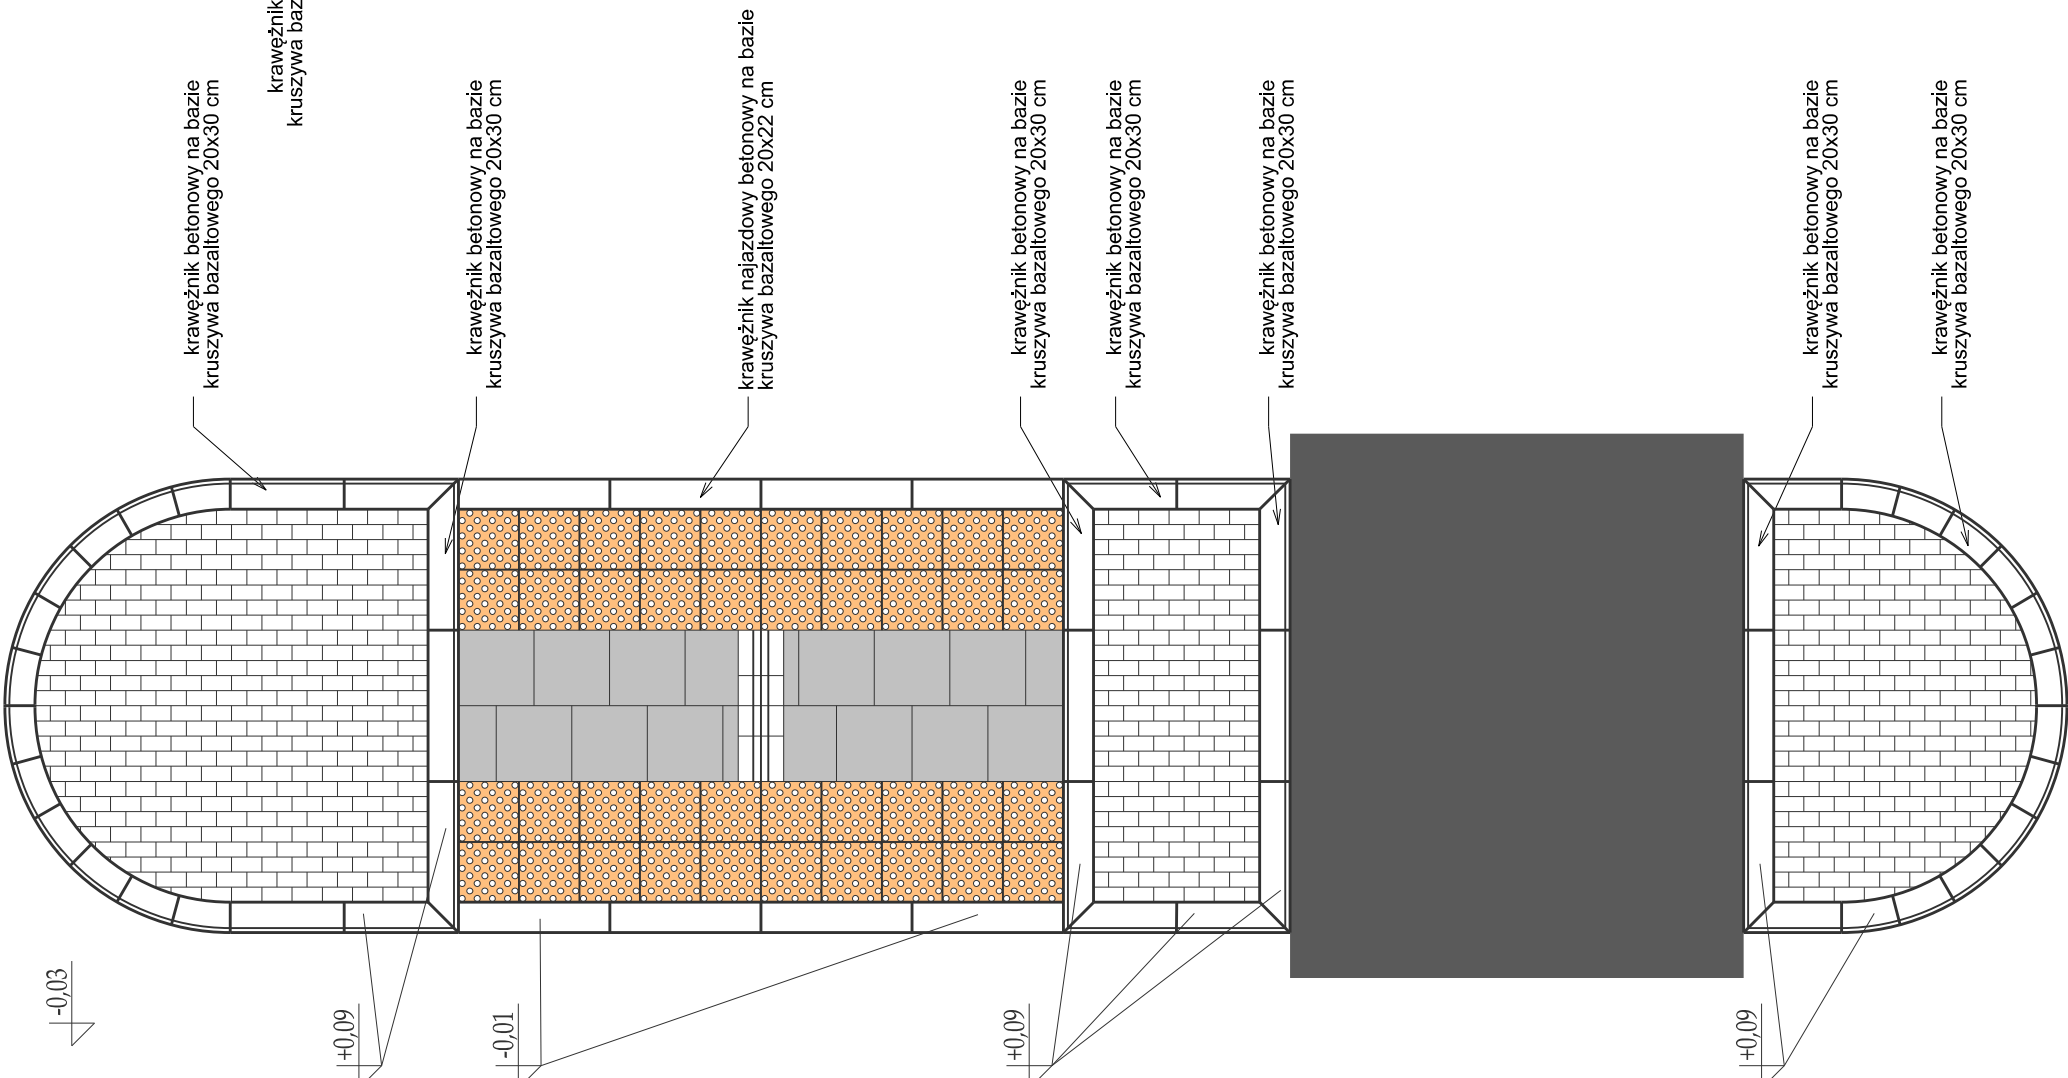 krawężnik betonowy na bazie
kruszywa bazaltowego 20x30 cm
krawężnik
kruszywa baz
krawężnik betonowy na bazie
kruszywa bazaltowego 20x30 cm
krawężnik najazdowy betonowy na bazie
kruszywa bazaltowego 20x22 cm
krawężnik betonowy na bazie
kruszywa bazaltowego 20x30 cm
krawężnik betonowy na bazie
kruszywa bazaltowego 20x30 cm
krawężnik betonowy na bazie
kruszywa bazaltowego 20x30 cm
krawężnik betonowy na bazie
kruszywa bazaltowego 20x30 cm
krawężnik betonowy na bazie
kruszywa bazaltowego 20x30 cm
-0,03
+0,09
-0,01
+0,09
+0,09